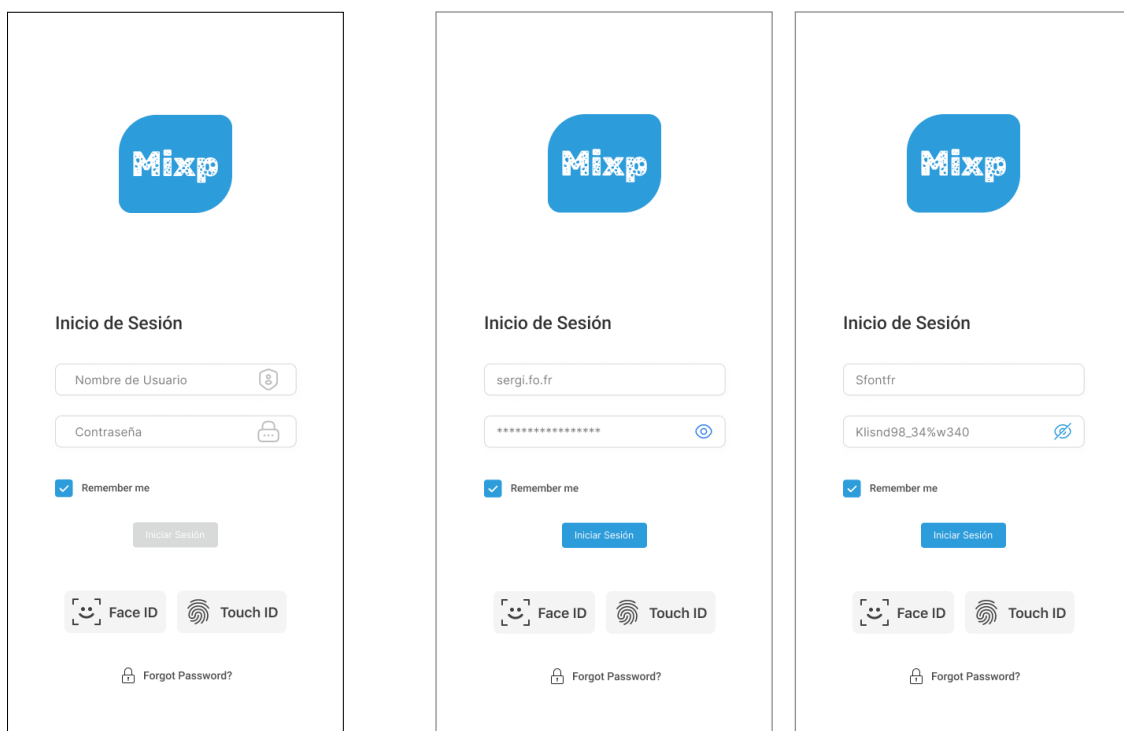 Mixp
Inicio de Sesión
Nombre de Usuario
Contraseña
Remember me
Iniciar Sesión
Face ID
Touch ID
Forgot Password?
Mixp
Inicio de Sesión
sergi.fo.fr
*****************
Remember me
Iniciar Sesión
Face ID
Touch ID
Forgot Password?
Mixp
Inicio de Sesión
Sfontfr
Klisnd98_34%w340
Remember me
Iniciar Sesión
Face ID
Touch ID
Forgot Password?